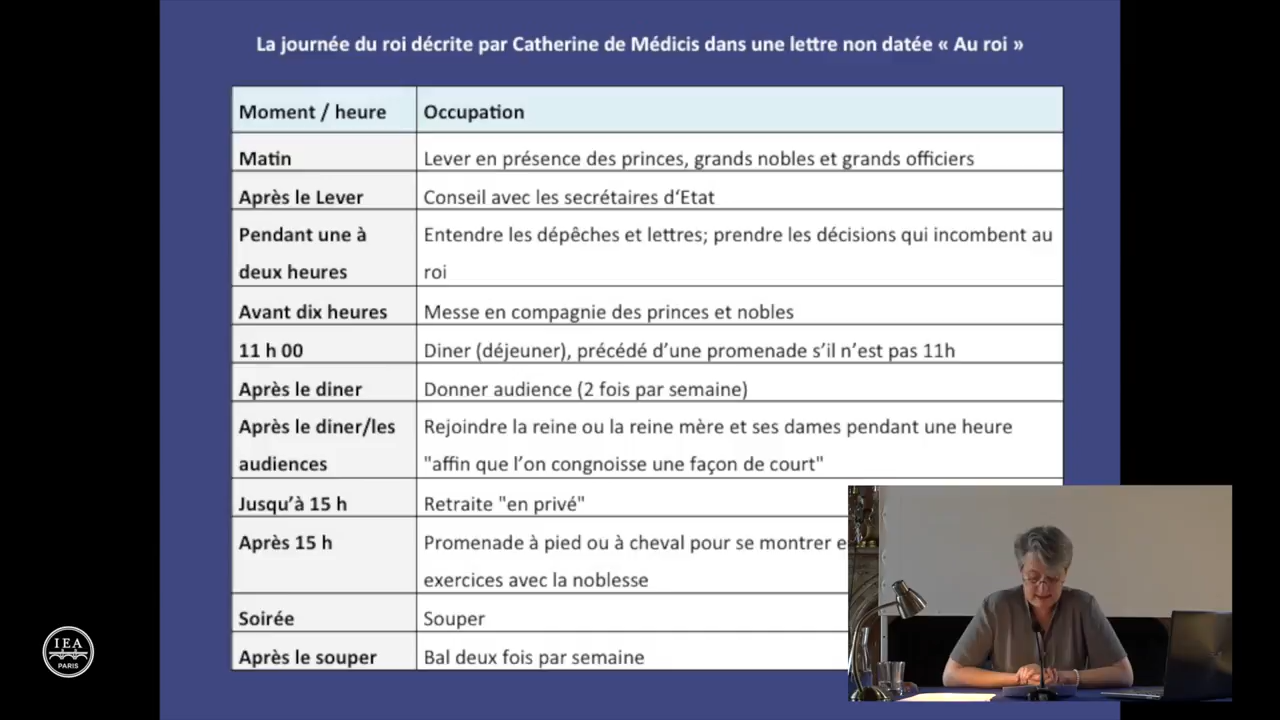 La journée du roi décrite par Catherine de Médicis dans une lettre non datée « Au roi »
Moment / heure Occupation
Matin Lever en présence des princes, grands nobles et grands officiers
Après le Lever Conseil avec les secrétaires d‘Etat
Pendant une à Entendre les dépêches et lettres; prendre les décisions qui incombent au
deux heures roi
Avant dix heures Messe en compagnie des princes et nobles
11 h 00 Diner (déjeuner), précédé d’une promenade s’il n’est pas 11h
Après le diner Donner audience (2 fois par semaine)
Après le diner/les Rejoindre la reine ou la reine mère et ses dames pendant une heure
audiences "affin que l’on congnoisse une façon de court"
Jusqu’à 15 h Retraite "en privé"
Après 15 h Promenade à pied ou à cheval pour se montrer
exercices avec la noblesse
Soirée Souper
Après le souper Bal deux fois par semaine
IEA
PARIS